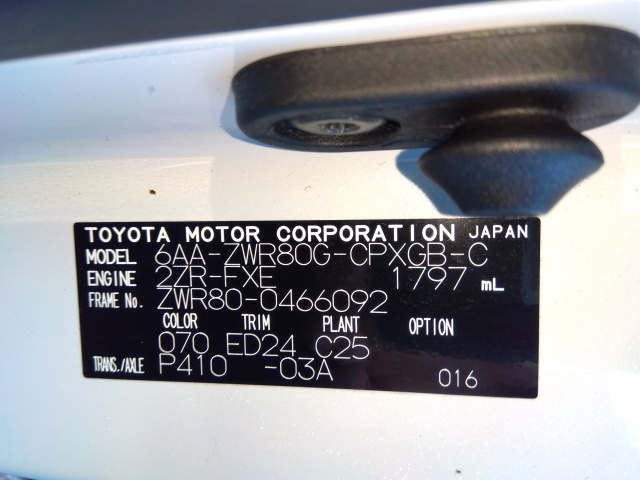 TOYOTA MOTOR CORPORATION JAPAN
MODEL 6AA-ZWR80G-CPXGB-C
ENGINE 2ZR-FXE 1797 mL
FRAME No. ZWR80-0466092
COLOR TRIM PLANT OPTION
070 ED24 C25
TRANS./AXLE P410 -03A 016